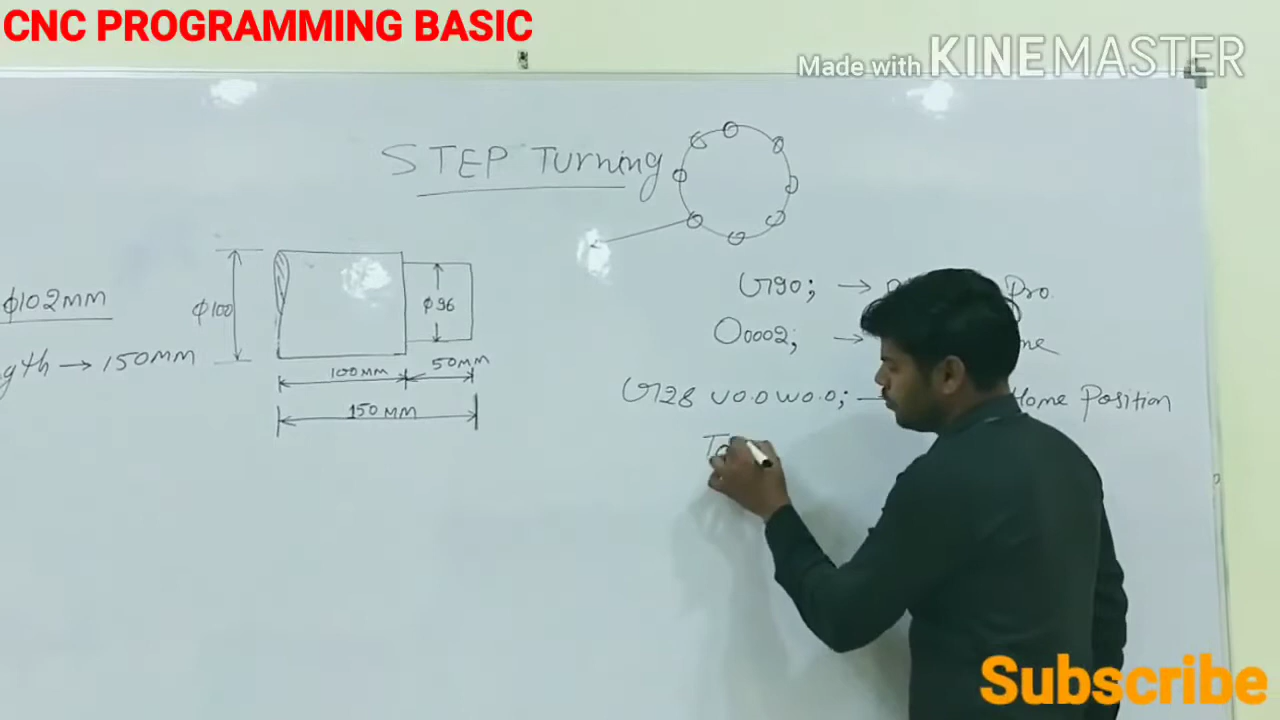 CNC PROGRAMMING BASIC
Made with KINEMASTER
STEP Turning
G90; → Pro.
O0002; →
G28 U0.0 W0.0; → Home Position
T0
ϕ102MM
→ 150MM
ϕ100
ϕ96
100MM
50MM
150 MM
Subscribe